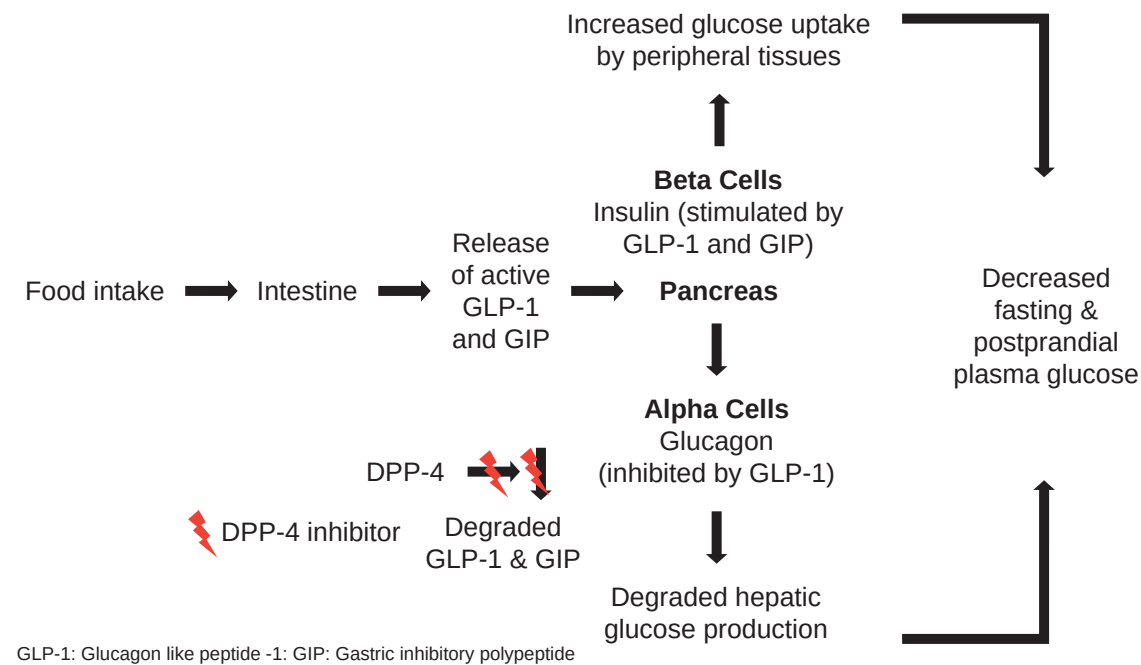 Increased glucose uptake
by peripheral tissues
Beta Cells
Insulin (stimulated by
GLP-1 and GIP)
Food intake
Intestine
Release
of active
GLP-1
and GIP
Pancreas
Decreased
fasting &
postprandial
plasma glucose
Alpha Cells
Glucagon
(inhibited by GLP-1)
DPP-4
DPP-4 inhibitor
Degraded
GLP-1 & GIP
Degraded hepatic
glucose production
GLP-1: Glucagon like peptide -1: GIP: Gastric inhibitory polypeptide